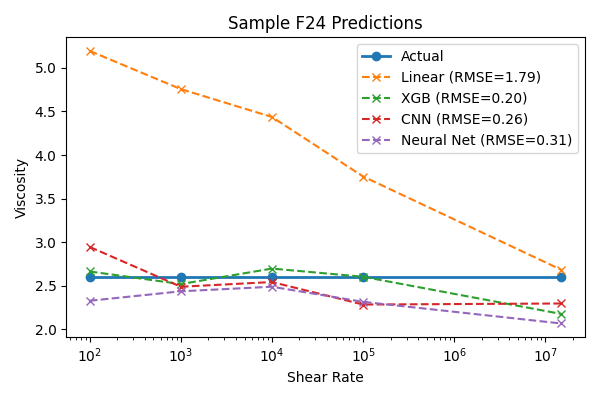 Sample F24 Predictions
Actual
Linear (RMSE=1.79)
XGB (RMSE=0.20)
CNN (RMSE=0.26)
Neural Net (RMSE=0.31)
Viscosity
5.0
4.5
4.0
3.5
3.0
2.5
2.0
10²
10³
10⁴
10⁵
10⁶
10⁷
Shear Rate